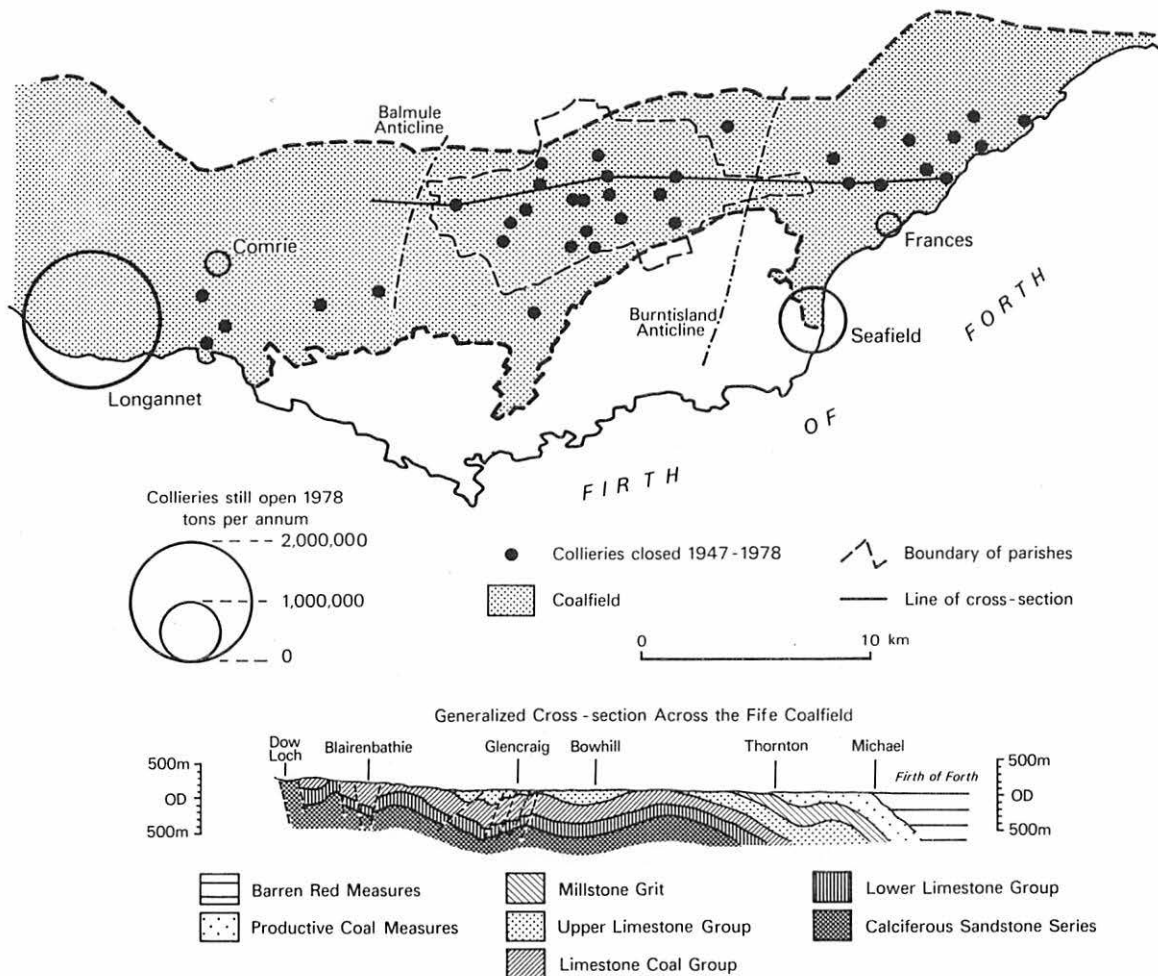 Balmule
Anticline
Comrie
Longannet
Burntisland
Anticline
Frances
Seafield
FIRTH OF FORTH
Collieries still open 1978
tons per annum
2,000,000
1,000,000
0
Collieries closed 1947-1978
Coalfield
Boundary of parishes
Line of cross-section
0 10 km
Generalized Cross-section Across the Fife Coalfield
Dow
Loch
Blairenbathie
Glencraig
Bowhill
Thornton
Michael
Firth of Forth
500m
OD
500m
500m
OD
500m
Barren Red Measures
Productive Coal Measures
Millstone Grit
Upper Limestone Group
Limestone Coal Group
Lower Limestone Group
Calciferous Sandstone Series